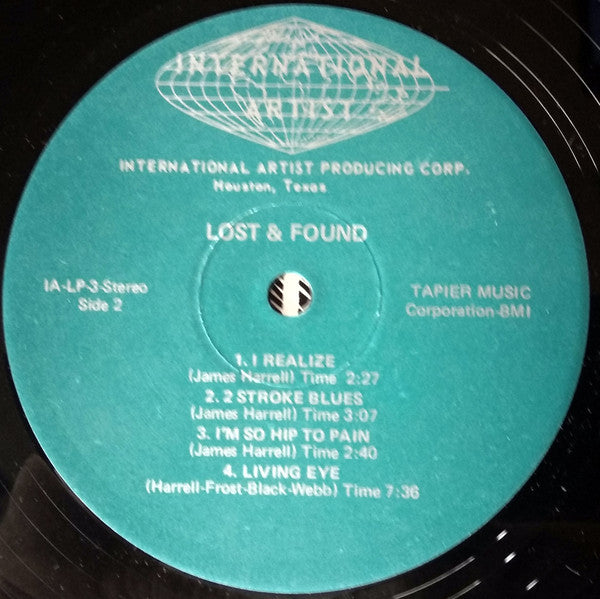 INTERNATIONAL
ARTISTS
INTERNATIONAL ARTIST PRODUCING CORP.
Houston, Texas
LOST & FOUND
IA-LP-3-Stereo
Side 2
TAPIER MUSIC
Corporation-BMI
1. I REALIZE
(James Harrell) Time 2:27
2. 2 STROKE BLUES
(James Harrell) Time 3:07
3. I'M SO HIP TO PAIN
(James Harrell) Time 2:40
4. LIVING EYE
(Harrell-Frost-Black-Webb) Time 7:36